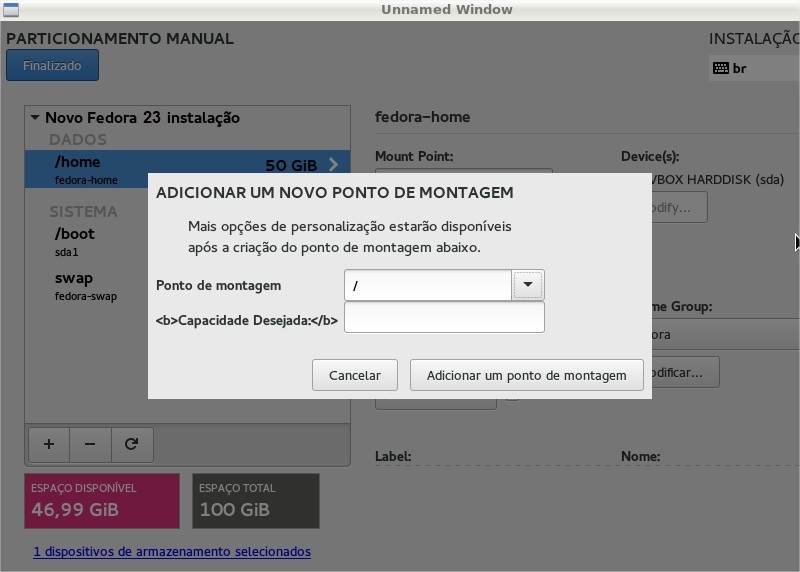 Unnamed Window
PARTICIONAMENTO MANUAL
INSTALAÇÃO
Finalizado
br
Novo Fedora 23 instalação
DADOS
/home
50 GiB
fedora-home
SISTEMA
/boot
sda1
swap
fedora-swap
fedora-home
Mount Point:
Device(s):
VBOX HARDDISK (sda)
odify...
ADICIONAR UM NOVO PONTO DE MONTAGEM
Mais opções de personalização estarão disponíveis
após a criação do ponto de montagem abaixo.
Ponto de montagem
/
<b>Capacidade Desejada:</b>
Cancelar
Adicionar um ponto de montagem
me Group:
ora
odificar...
Label:
Nome:
+ −
ESPAÇO DISPONÍVEL
46,99 GiB
ESPAÇO TOTAL
100 GiB
1 dispositivos de armazenamento selecionados